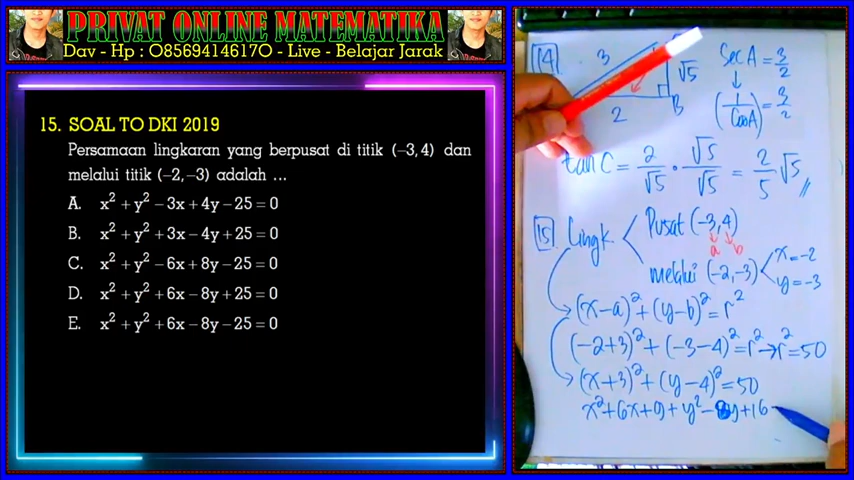 PRIVAT ONLINE MATEMATIKA
Dav - Hp : 085694146170 - Live - Belajar Jarak
15. SOAL TO DKI 2019
Persamaan lingkaran yang berpusat di titik (−3,4) dan
melalui titik (−2,−3) adalah ...
A. x² + y² − 3x + 4y − 25 = 0
B. x² + y² + 3x − 4y + 25 = 0
C. x² + y² − 6x + 8y − 25 = 0
D. x² + y² + 6x − 8y + 25 = 0
E. x² + y² + 6x − 8y − 25 = 0
14
3
√5
2
B
Sec A = 3/2
(1/Cos A) = 3/2
tan C = 2/√5 · √5/√5 = 2/5 √5 //
15 Lingk
Pusat (−3,4)
a b
melalui (−2,−3)
x = −2
y = −3
(x−a)² + (y−b)² = r²
(−2+3)² + (−3−4)² = r² → r² = 50
(x+3)² + (y−4)² = 50
x² + 6x + 9 + y² − 8y + 16